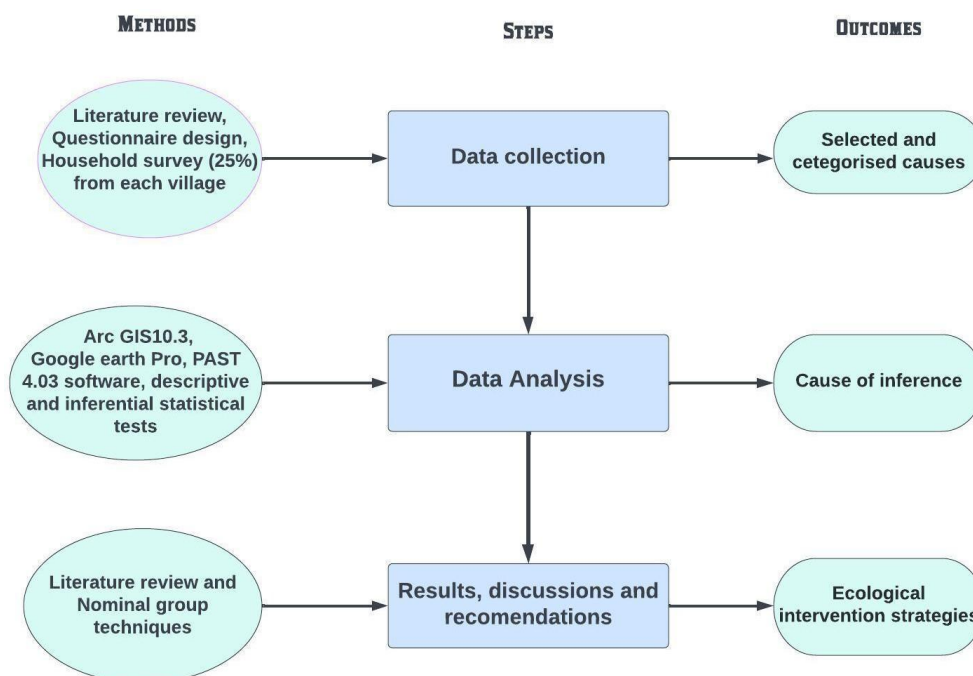 METHODS
STEPS
OUTCOMES
Literature review,
Questionnaire design,
Household survey (25%)
from each village
Data collection
Selected and
cetegorised causes
Arc GIS10.3,
Google earth Pro, PAST
4.03 software, descriptive
and inferential statistical
tests
Data Analysis
Cause of inference
Literature review and
Nominal group
techniques
Results, discussions and
recomendations
Ecological
intervention strategies